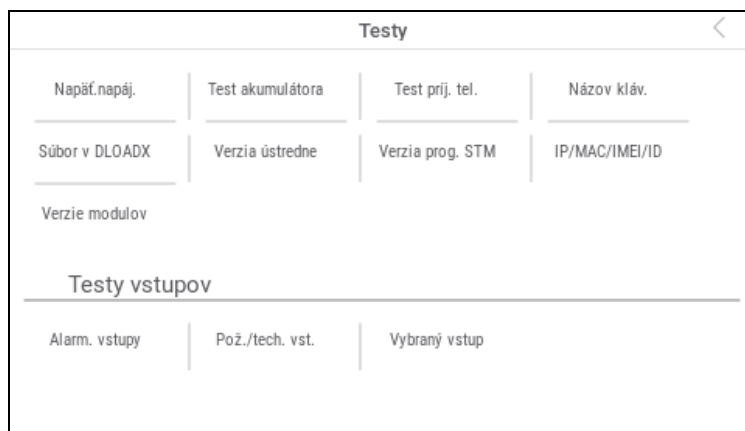 Testy
Napäť.napáj. Test akumulátora Test príj. tel. Názov kláv.
Súbor v DLOADX Verzia ústredne Verzia prog. STM IP/MAC/IMEI/ID
Verzie modulov
Testy vstupov
Alarm. vstupy Pož./tech. vst. Vybraný vstup